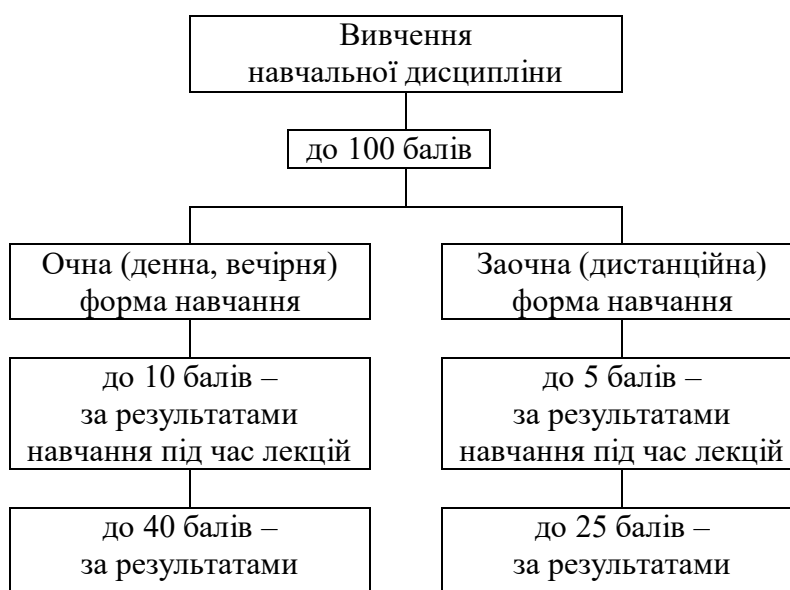 Вивчення
навчальної дисципліни
до 100 балів
Очна (денна, вечірня)
форма навчання
Заочна (дистанційна)
форма навчання
до 10 балів –
за результатами
навчання під час лекцій
до 5 балів –
за результатами
навчання під час лекцій
до 40 балів –
за результатами
до 25 балів –
за результатами